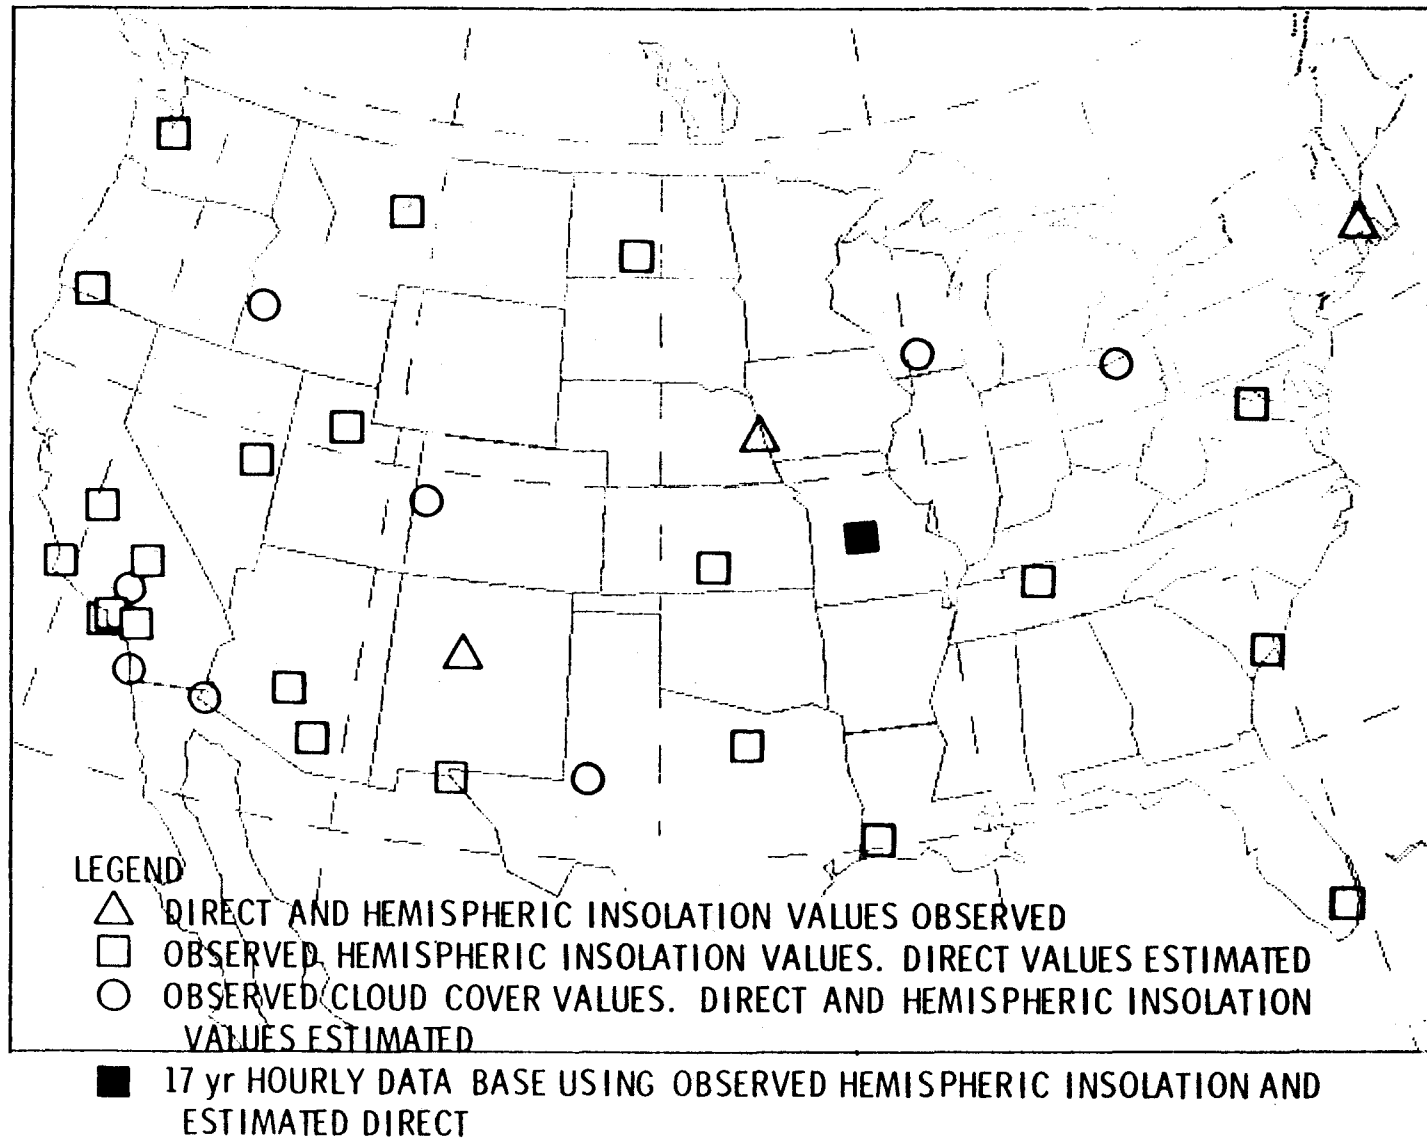 LEGEND
DIRECT AND HEMISPHERIC INSOLATION VALUES OBSERVED
OBSERVED HEMISPHERIC INSOLATION VALUES. DIRECT VALUES ESTIMATED
OBSERVED CLOUD COVER VALUES. DIRECT AND HEMISPHERIC INSOLATION
VALUES ESTIMATED
17 yr HOURLY DATA BASE USING OBSERVED HEMISPHERIC INSOLATION AND
ESTIMATED DIRECT